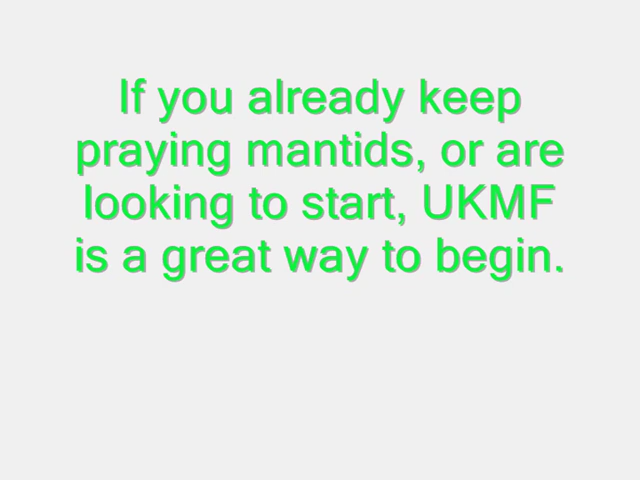 If you already keep
praying mantids, or are
looking to start, UKMF
is a great way to begin.